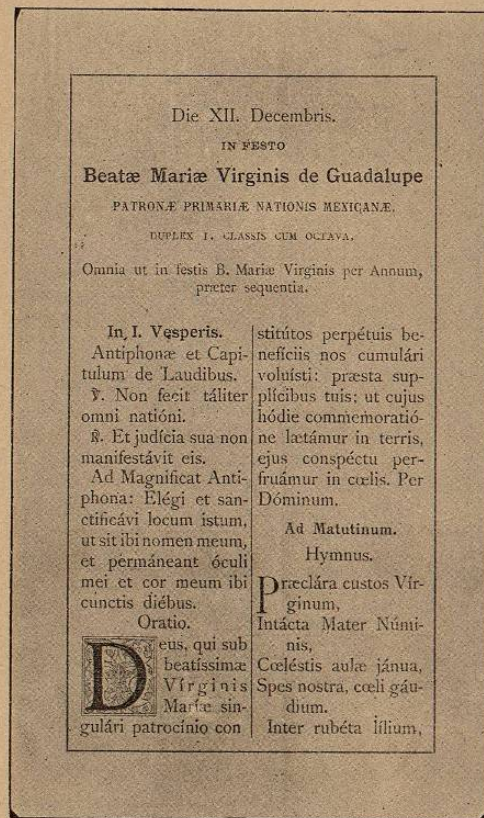 Die XII. Decembris.
IN FESTO
Beatæ Mariæ Virginis de Guadalupe
PATRONÆ PRIMARIÆ NATIONIS MEXICANÆ.
DUPLEX I. CLASSIS CUM OCTAVA.
Omnia ut in festis B. Mariæ Virginis per Annum,
præter sequentia.
In I. Vesperis.
Antiphonæ et Capi-
tulum de Laudibus.
℣. Non fecit táliter
omni natióni.
℟. Et judícia sua non
manifestávit eis.
Ad Magnificat Anti-
phona: Elégi et san-
ctificávi locum istum,
ut sit ibi nomen meum,
et permáneant óculi
mei et cor meum ibi
cunctis diébus.
Oratio.
Deus, qui sub
beatíssimæ
Vírginis
Mariæ sin-
gulári patrocínio con
stitútos perpétuis be-
nefíciis nos cumulári
voluísti: præsta sup-
plícibus tuis; ut cujus
hódie commemoratió-
ne lætámur in terris,
ejus conspéctu per-
fruámur in cœlis. Per
Dóminum.
Ad Matutinum.
Hymnus.
Præclára custos Vír-
ginum,
Intácta Mater Númi-
nis,
Cœléstis aulæ jánua,
Spes nostra, cœli gáu-
dium.
Inter rubéta lílium,